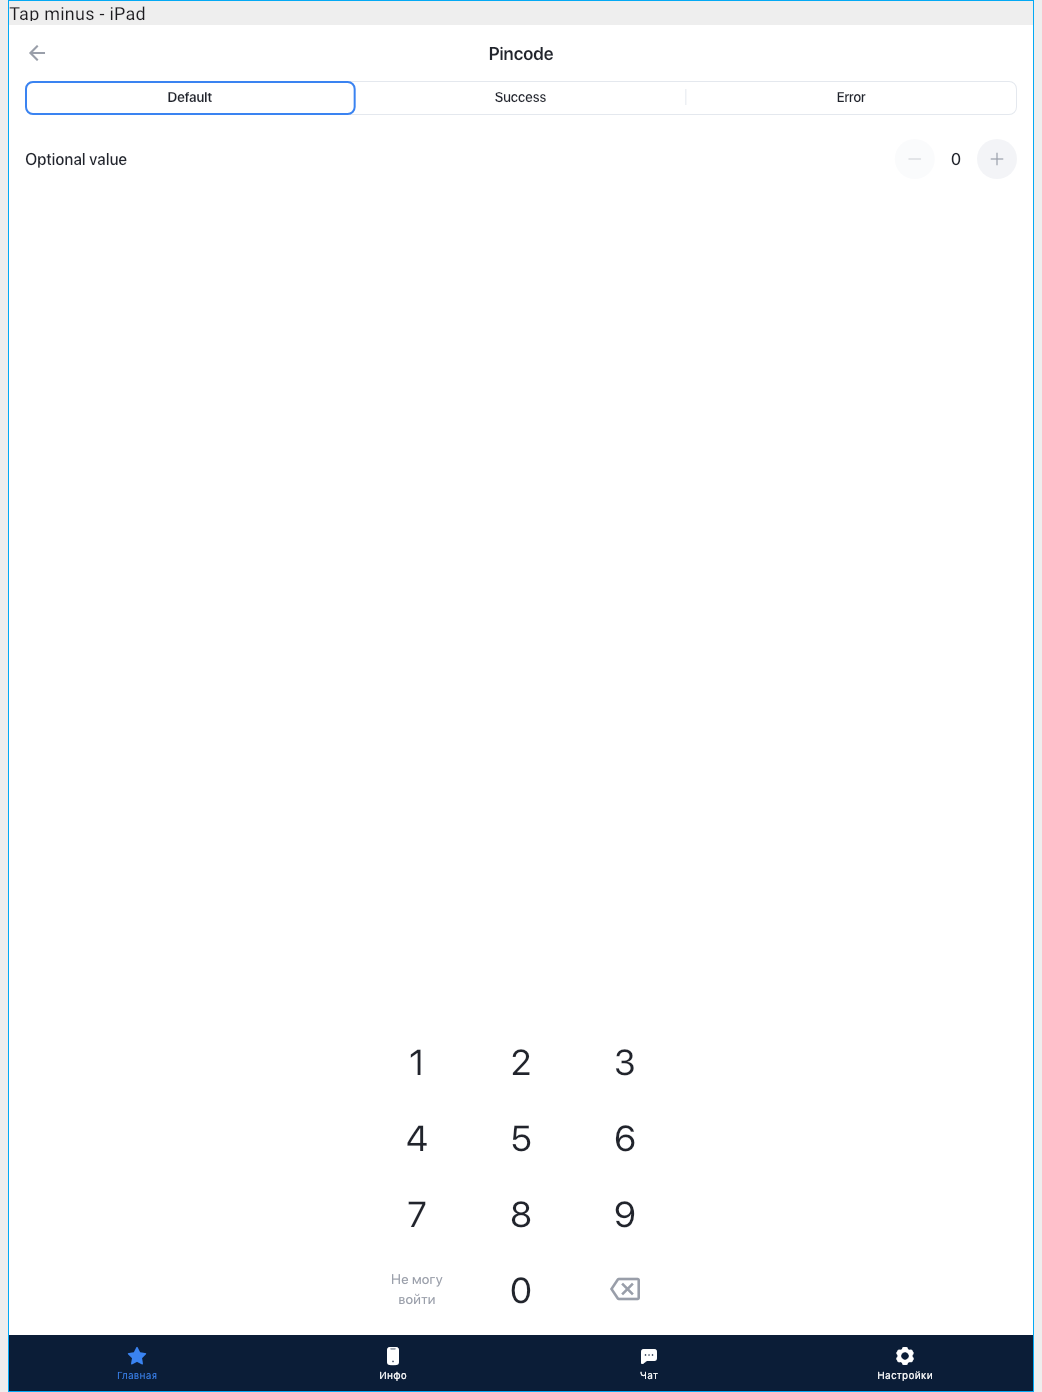 Tap minus - iPad
Pincode
Default Success Error
Optional value 0
1 2 3
4 5 6
7 8 9
Не могу
войти
0
Главная Инфо Чат Настройки